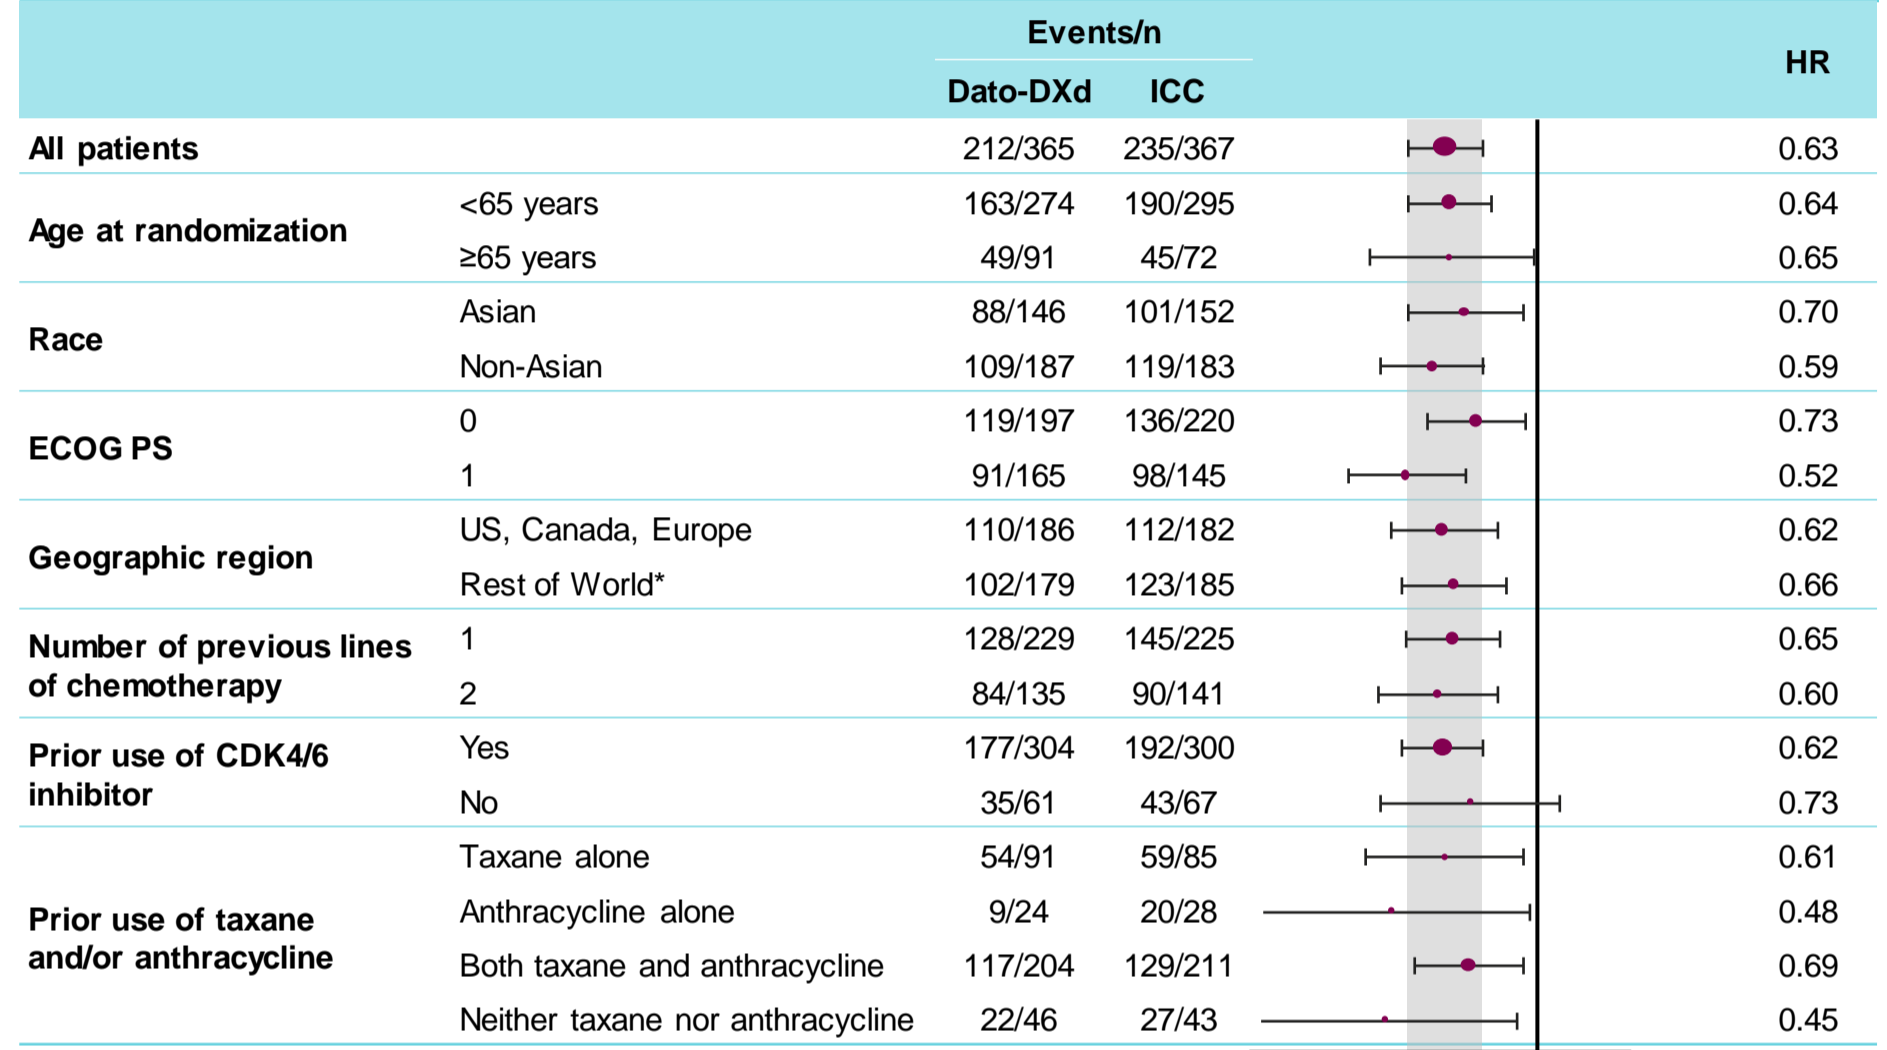 Events/n
HR
Dato-DXd ICC
All patients 212/365 235/367 0.63
Age at randomization
<65 years 163/274 190/295 0.64
≥65 years 49/91 45/72 0.65
Race
Asian 88/146 101/152 0.70
Non-Asian 109/187 119/183 0.59
ECOG PS
0 119/197 136/220 0.73
1 91/165 98/145 0.52
Geographic region
US, Canada, Europe 110/186 112/182 0.62
Rest of World* 102/179 123/185 0.66
Number of previous lines
of chemotherapy
1 128/229 145/225 0.65
2 84/135 90/141 0.60
Prior use of CDK4/6
inhibitor
Yes 177/304 192/300 0.62
No 35/61 43/67 0.73
Prior use of taxane
and/or anthracycline
Taxane alone 54/91 59/85 0.61
Anthracycline alone 9/24 20/28 0.48
Both taxane and anthracycline 117/204 129/211 0.69
Neither taxane nor anthracycline 22/46 27/43 0.45